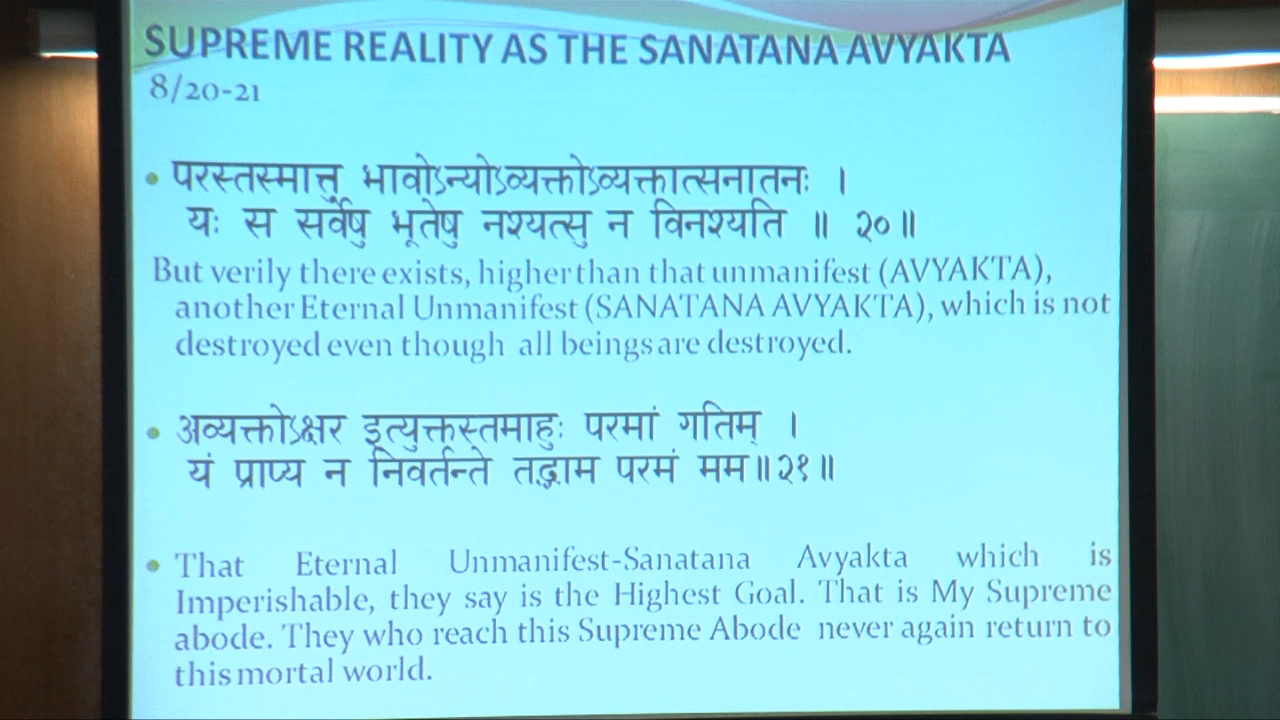 SUPREME REALITY AS THE SANATANA AVYAKTA
8/20-21
• परस्तस्मात्तु भावोऽन्योऽव्यक्तोऽव्यक्तात्सनातनः ।
यः स सर्वेषु भूतेषु नश्यत्सु न विनश्यति ॥ २० ॥
But verily there exists, higher than that unmanifest (AVYAKTA),
another Eternal Unmanifest (SANATANA AVYAKTA), which is not
destroyed even though all beings are destroyed.
• अव्यक्तोऽक्षर इत्युक्तस्तमाहुः परमां गतिम् ।
यं प्राप्य न निवर्तन्ते तद्धाम परमं मम ॥ २१ ॥
• That Eternal Unmanifest-Sanatana Avyakta which is
Imperishable, they say is the Highest Goal. That is My Supreme
abode. They who reach this Supreme Abode never again return to
this mortal world.